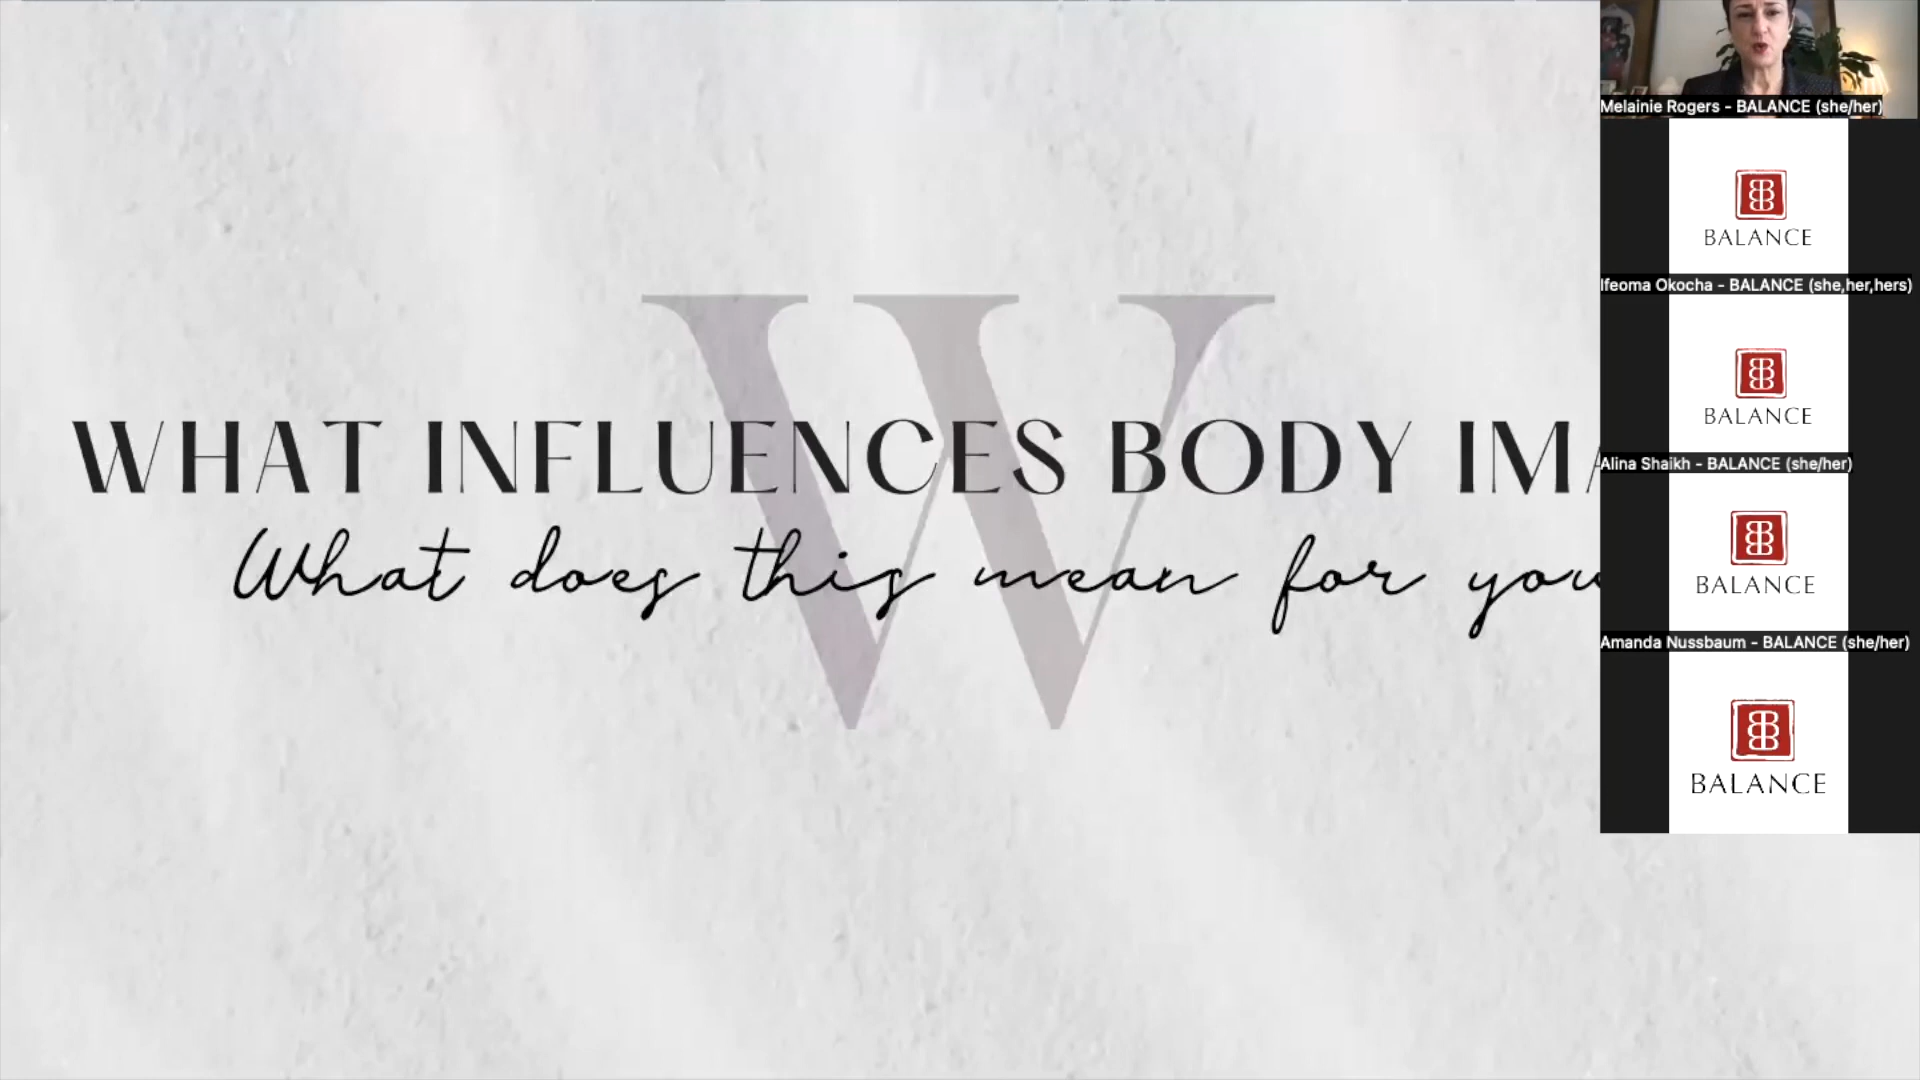 W
WHAT INFLUENCES BODY IM
What does this mean for you
Melainie Rogers - BALANCE (she/her)
BALANCE
Ifeoma Okocha - BALANCE (she,her,hers)
BALANCE
Alina Shaikh - BALANCE (she/her)
BALANCE
Amanda Nussbaum - BALANCE (she/her)
BALANCE